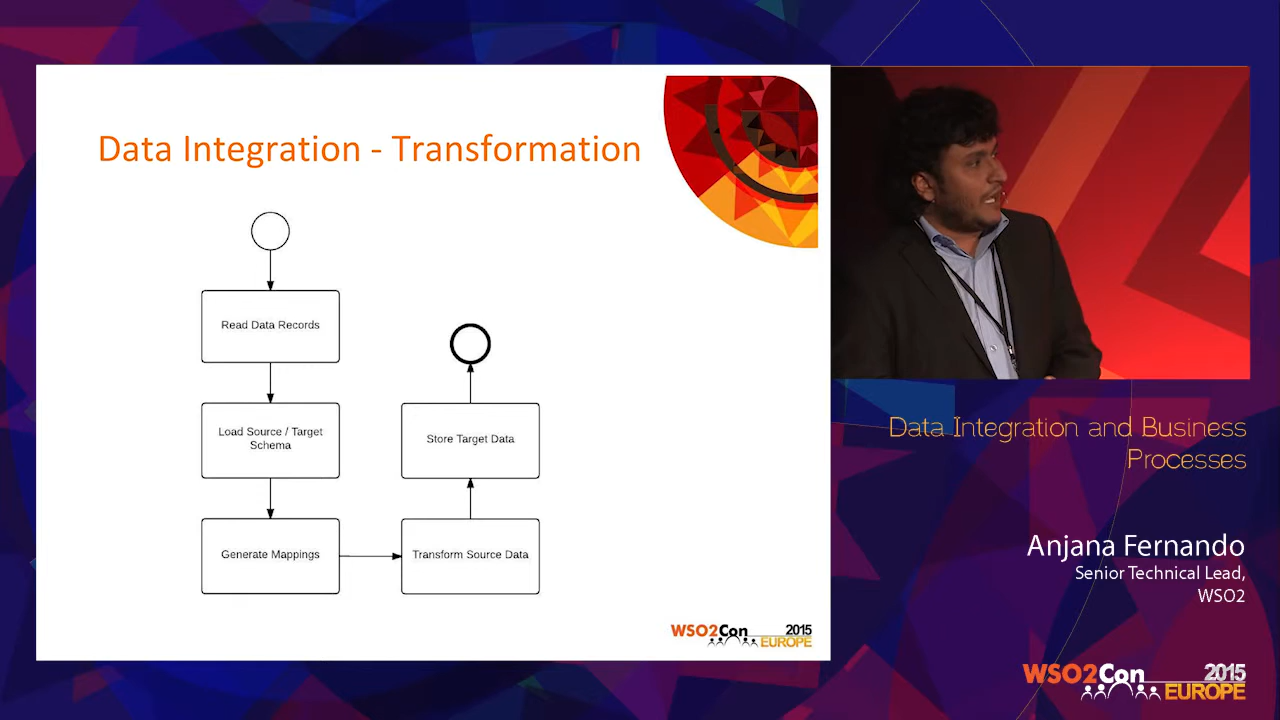 Data Integration - Transformation
Read Data Records
Load Source / Target
Schema
Generate Mappings
Transform Source Data
Store Target Data
WSO2Con 2015
EUROPE
Data Integration and Business
Processes
Anjana Fernando
Senior Technical Lead,
WSO2
WSO2Con 2015
EUROPE